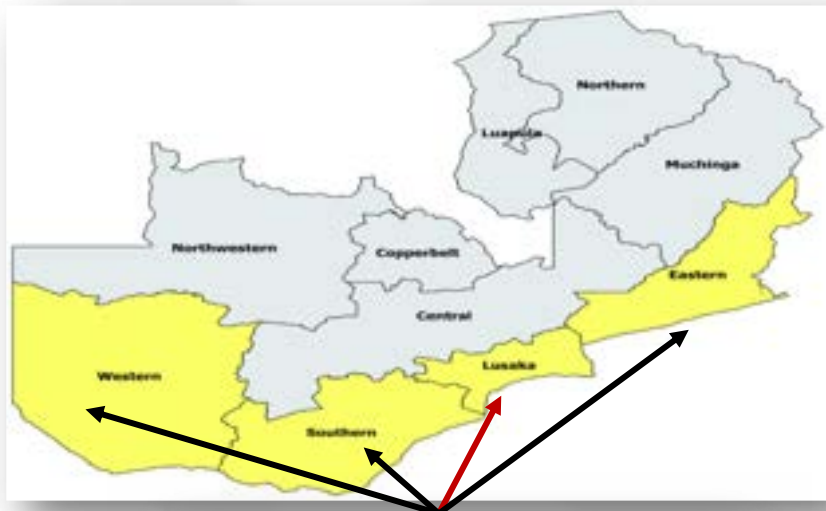 Northern
Luapula
Muchinga
Northwestern
Copperbelt
Eastern
Central
Lusaka
Western
Southern